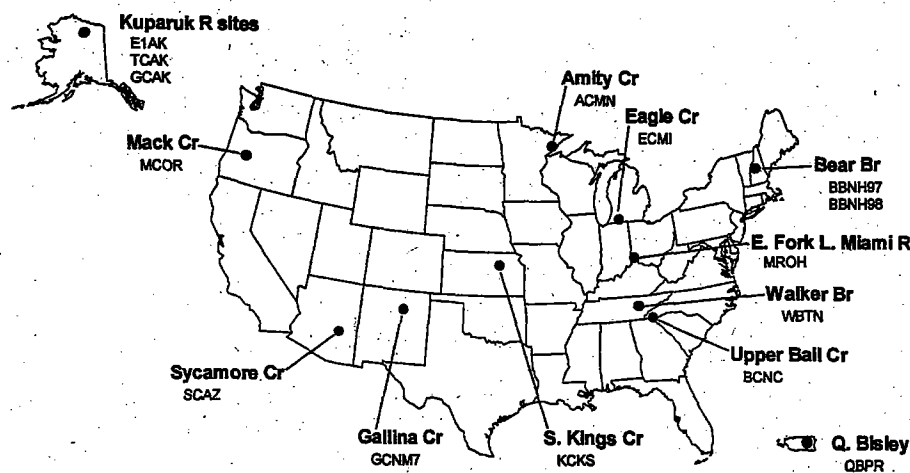 Kuparuk R sites
E1AK
TCAK
GCAK
Amity Cr
ACMN
Eagle Cr
ECMI
Mack Cr
MCOR
Bear Br
BBNH97
BBNH98
E. Fork L. Miami R
MROH
Walker Br
WBTN
Upper Ball Cr
BCNC
Sycamore Cr
SCAZ
Gallina Cr
GCNM7
S. Kings Cr
KCKS
Q. Bisley
QBPR